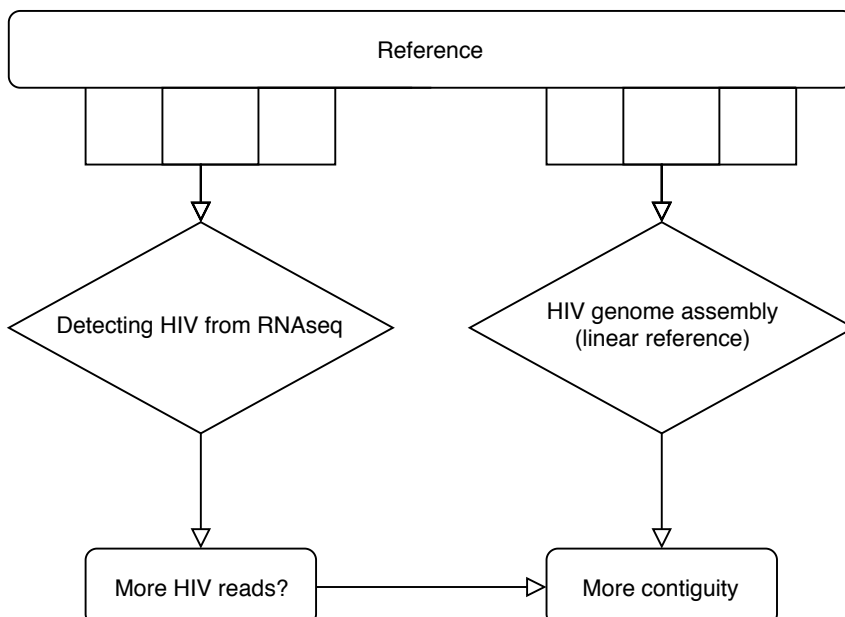 Reference
Detecting HIV from RNAseq
HIV genome assembly
(linear reference)
More HIV reads?
More contiguity